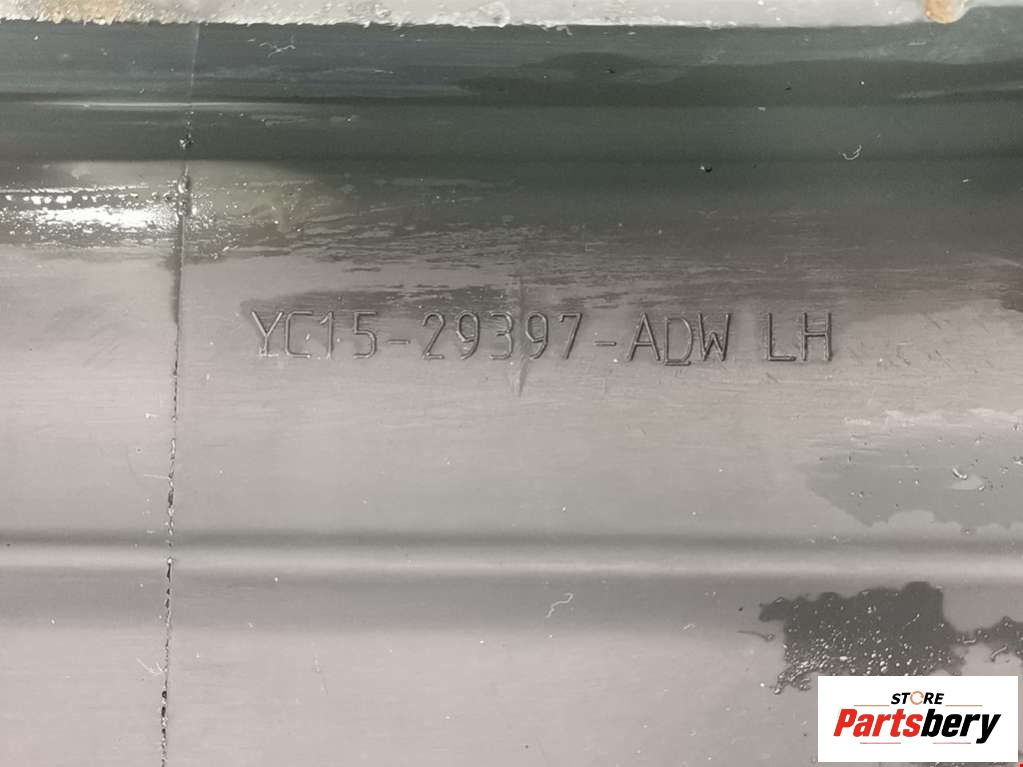 YC15-29397-ADW LH
STORE
Partsbery